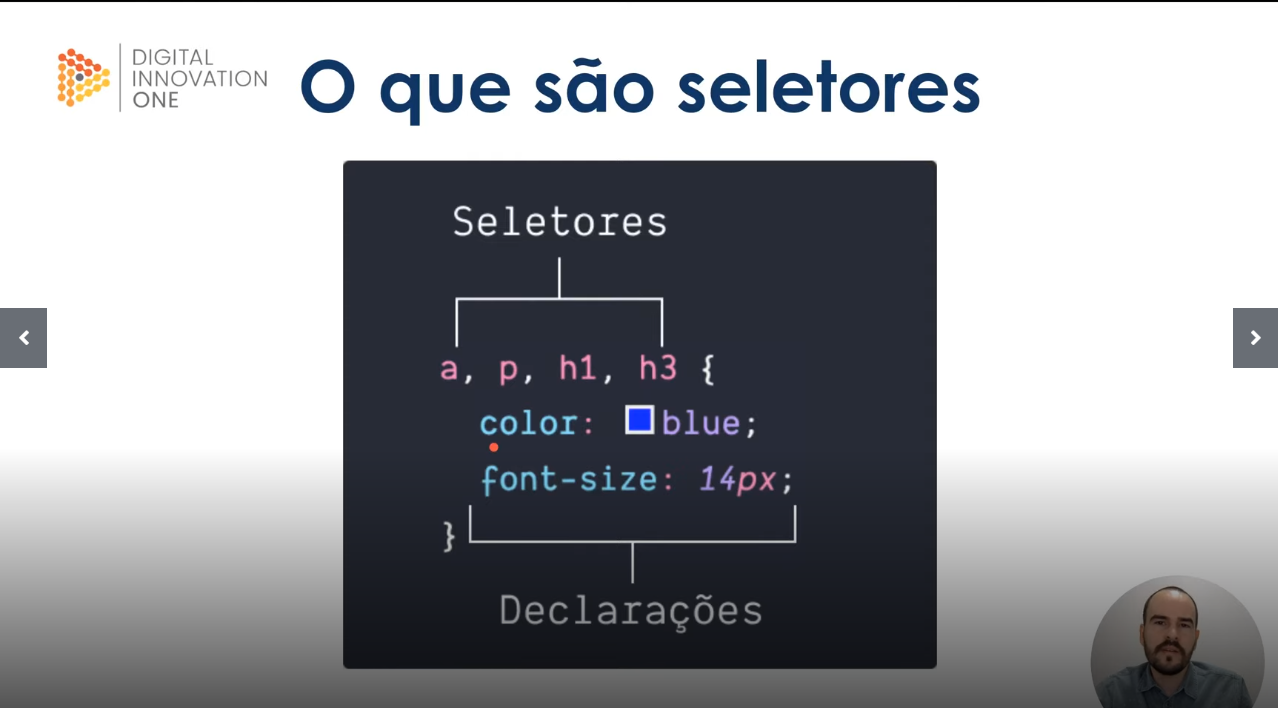 DIGITAL
INNOVATION
ONE
O que são seletores
Seletores
a, p, h1, h3 {
color: blue;
font-size: 14px;
}
Declarações